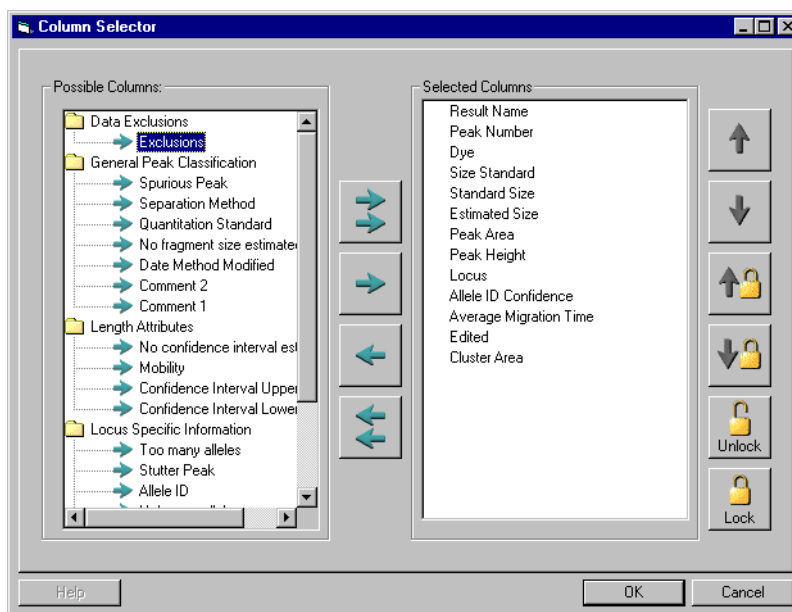 Column Selector
Possible Columns:
Data Exclusions
Exclusions
General Peak Classification
Spurious Peak
Separation Method
Quantitation Standard
No fragment size estimate
Date Method Modified
Comment 2
Comment 1
Length Attributes
No confidence interval est
Mobility
Confidence Interval Upper
Confidence Interval Lower
Locus Specific Information
Too many alleles
Stutter Peak
Allele ID
Selected Columns
Result Name
Peak Number
Dye
Size Standard
Standard Size
Estimated Size
Peak Area
Peak Height
Locus
Allele ID Confidence
Average Migration Time
Edited
Cluster Area
Unlock
Lock
Help
OK
Cancel